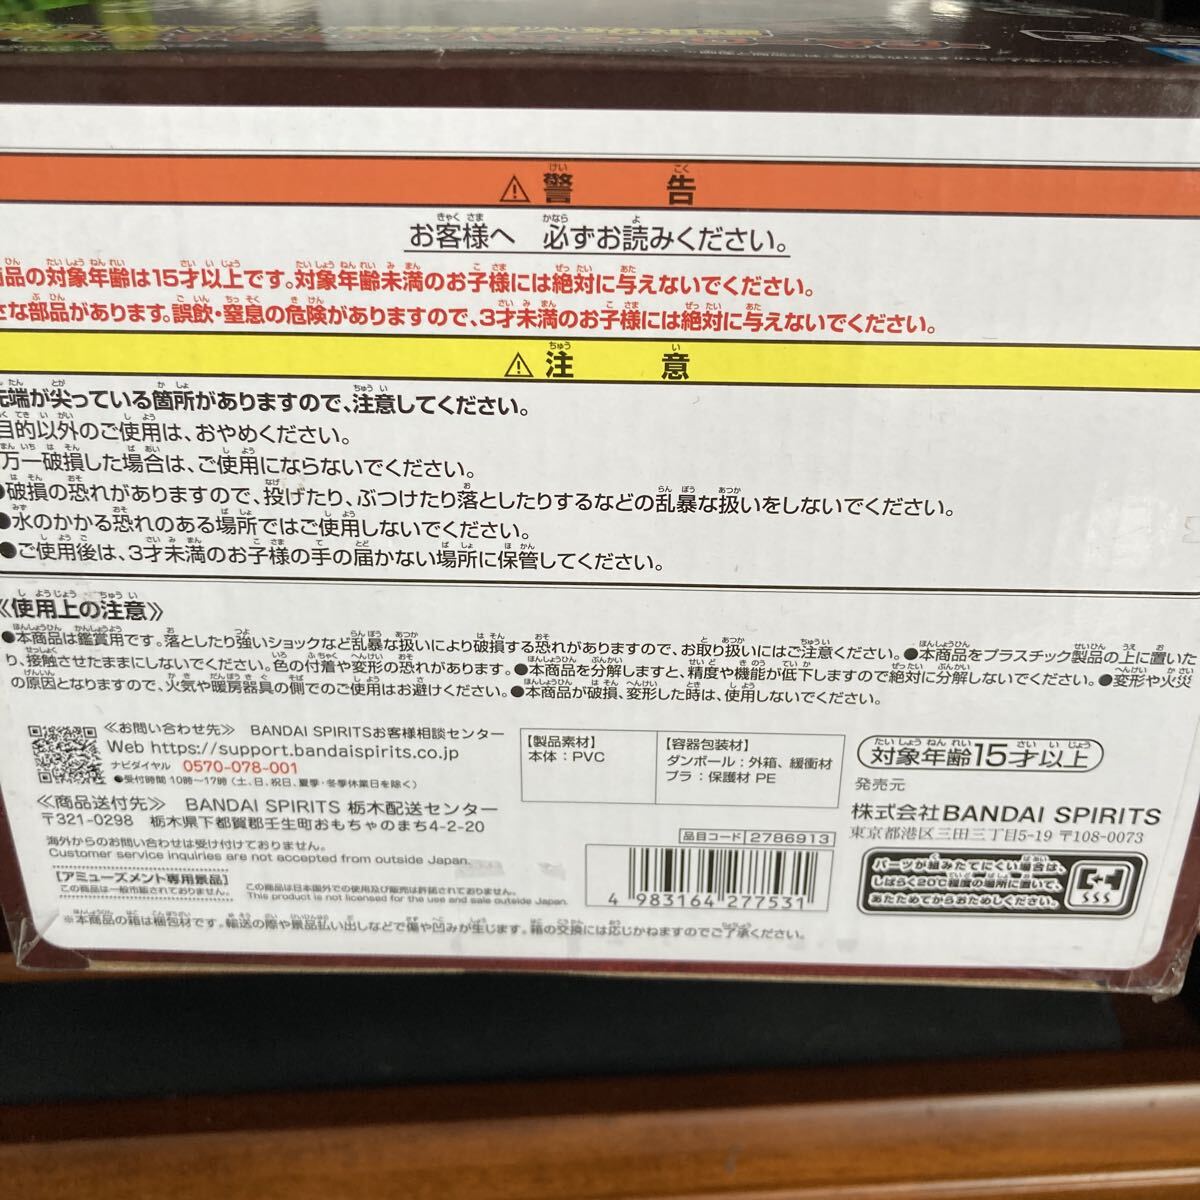 ⚠警告
お客様へ 必ずお読みください。
品の対象年齢は15才以上です。対象年齢未満のお子様には絶対に与えないでください。
さな部品があります。誤飲・窒息の危険がありますので、3才未満のお子様には絶対に与えないでください。
⚠注意
先端が尖っている箇所がありますので、注意してください。
目的以外のご使用は、おやめください。
万一破損した場合は、ご使用にならないでください。
●破損の恐れがありますので、投げたり、ぶつけたり落としたりするなどの乱暴な扱いをしないでください。
●水のかかる恐れのある場所ではご使用しないでください。
●ご使用後は、3才未満のお子様の手の届かない場所に保管してください。
《使用上の注意》
●本商品は鑑賞用です。落としたり強いショックなど乱暴な扱いにより破損する恐れがありますので、お取り扱いにはご注意ください。●本商品をプラスチック製品の上に置いた
り、接触させたままにしないでください。色の付着や変形の恐れがあります。●本商品を分解しますと、精度や機能が低下しますので絶対に分解しないでください。●変形や火災
の原因となりますので、火気や暖房器具の側でのご使用はお避けください。●本商品が破損、変形した時は、使用しないでください。
≪お問い合わせ先≫ BANDAI SPIRITSお客様相談センター
Web https://support.bandaispirits.co.jp
ナビダイヤル 0570-078-001
●受付時間 10時〜17時(土、日、祝日、夏季・冬季休業日を除く)
≪商品送付先≫ BANDAI SPIRITS 栃木配送センター
〒321-0298 栃木県下都賀郡壬生町おもちゃのまち4-2-20
海外からのお問い合わせは受け付けておりません。
Customer service inquiries are not accepted from outside Japan.
【製品素材】
本体：PVC
【容器包装材】
ダンボール：外箱、緩衝材
プラ：保護材 PE
対象年齢15才以上
発売元
株式会社BANDAI SPIRITS
東京都港区三田三丁目5-19 〒108-0073
品目コード 2786913
4 983164 277531
パーツが組みたてにくい場合は、
しばらく20℃程度の場所に置いて、
あたためてからおためしください。
[アミューズメント専用景品]
この商品は一般市販されておりません。
この商品は日本国外での使用及び販売は許諾されておりません。
This product is not licensed for the use and sale outside Japan.
※本商品の箱は梱包材です。輸送の際や景品払い出しなどで傷や凹みが生じます。箱の交換には応じかねますのでご了承ください。